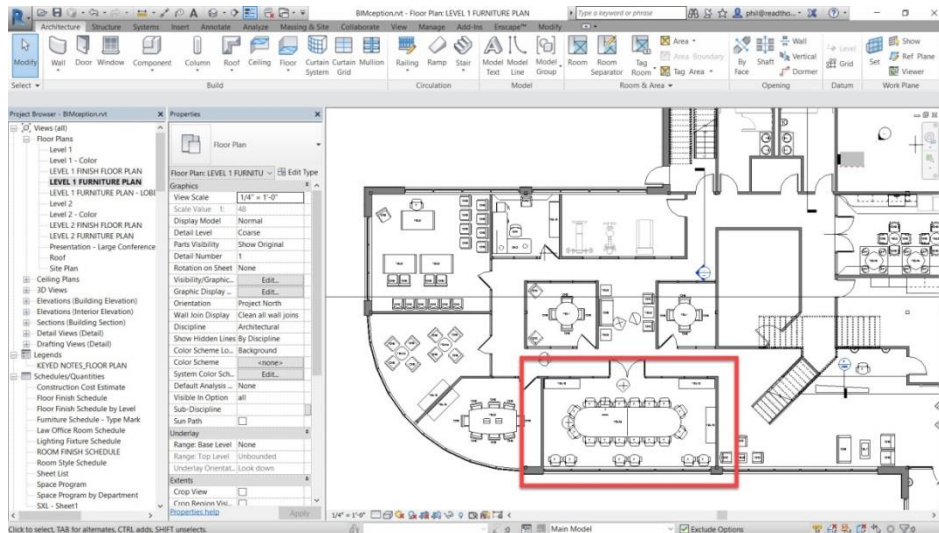 BIMception.rvt - Floor Plan: LEVEL 1 FURNITURE PLAN
Type a keyword or phrase
phil@readtho...
Architecture Structure Systems Insert Annotate Analyze Massing & Site Collaborate View Manage Add-Ins Enscape™ Modify
Modify
Wall Door Window Component Column Roof Ceiling Floor Curtain System Curtain Grid Mullion
Railing Ramp Stair
Model Text Model Line Model Group
Room Room Separator Tag Room
Area
Area Boundary
Tag Area
By Face Shaft
Wall
Vertical
Dormer
Level
Grid
Set
Show
Ref Plane
Viewer
Select Build Circulation Model Room & Area Opening Datum Work Plane
Project Browser - BIMception.rvt
Views (all)
Floor Plans
Level 1
Level 1 - Color
LEVEL 1 FINISH FLOOR PLAN
LEVEL 1 FURNITURE PLAN
LEVEL 1 FURNITURE PLAN - LOB
Level 2
Level 2 - Color
LEVEL 2 FINISH FLOOR PLAN
LEVEL 2 FURNITURE PLAN
Presentation - Large Conference
Roof
Site Plan
Ceiling Plans
3D Views
Elevations (Building Elevation)
Elevations (Interior Elevation)
Sections (Building Section)
Detail Views (Detail)
Drafting Views (Detail)
Legends
KEYED NOTES_FLOOR PLAN
Schedules/Quantities
Construction Cost Estimate
Floor Finish Schedule
Floor Finish Schedule by Level
Furniture Schedule - Type Mark
Law Office Room Schedule
Lighting Fixture Schedule
ROOM FINISH SCHEDULE
Room Style Schedule
Sheet List
Space Program
Space Program by Department
SXL - Sheet1
Properties
Floor Plan
Floor Plan: LEVEL 1 FURNITU
Edit Type
Graphics
View Scale 1/4" = 1'-0"
Scale Value 1: 48
Display Model Normal
Detail Level Coarse
Parts Visibility Show Original
Detail Number 1
Rotation on Sheet None
Visibility/Graphic... Edit...
Graphic Display ... Edit...
Orientation Project North
Wall Join Display Clean all wall joins
Discipline Architectural
Show Hidden Lines By Discipline
Color Scheme Lo... Background
Color Scheme <none>
System Color Sch... Edit...
Default Analysis ... None
Visible In Option all
Sub-Discipline
Sun Path
Underlay
Range: Base Level None
Range: Top Level Unbounded
Underlay Orientat... Look down
Extents
Crop View
Crop Region Visi...
Properties help
Apply
1/4" = 1'-0"
Click to select, TAB for alternates, CTRL adds, SHIFT unselects.
:0
Main Model
Exclude Options
:0